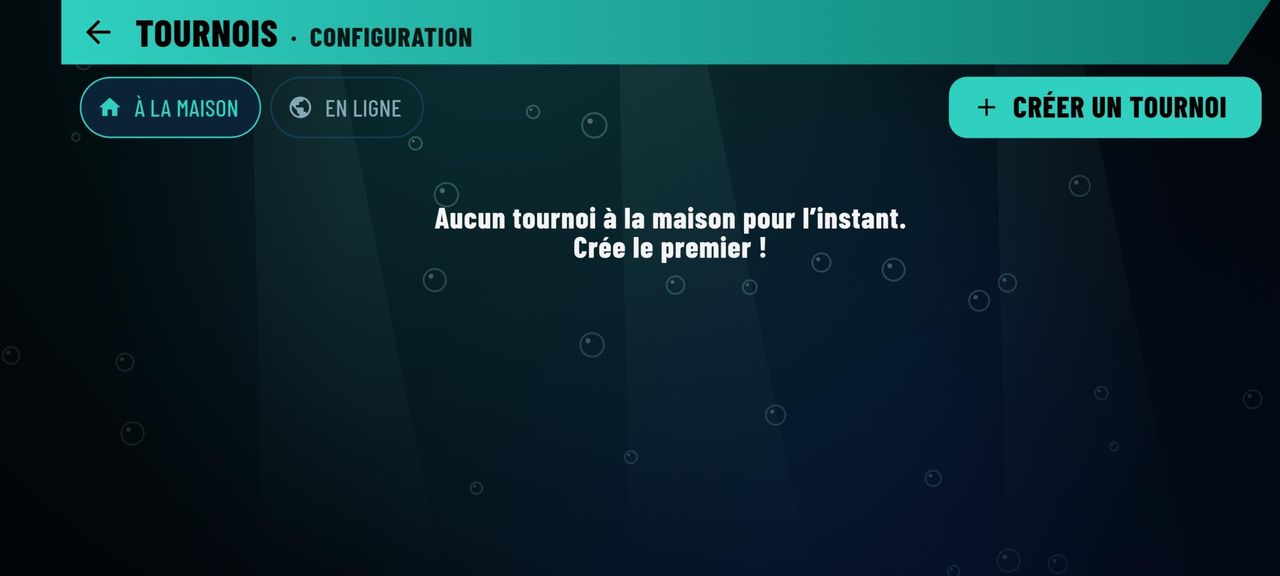 TOURNOIS · CONFIGURATION
À LA MAISON
EN LIGNE
+ CRÉER UN TOURNOI
Aucun tournoi à la maison pour l’instant.
Crée le premier !